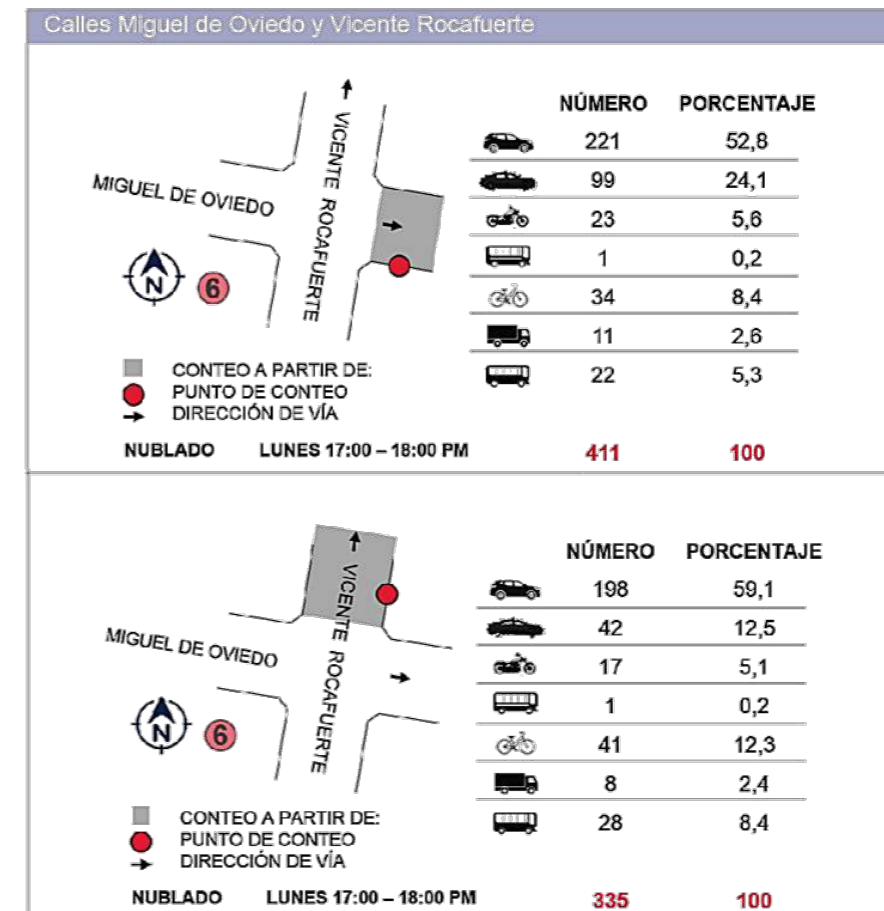 Calles Miguel de Oviedo y Vicente Rocafuerte
NÚMERO PORCENTAJE
221 52,8
99 24,1
23 5,6
1 0,2
34 8,4
11 2,6
22 5,3
MIGUEL DE OVIEDO
VICENTE ROCAFUERTE
N 6
CONTEO A PARTIR DE:
PUNTO DE CONTEO
DIRECCIÓN DE VÍA
NUBLADO LUNES 17:00 – 18:00 PM 411 100
NÚMERO PORCENTAJE
198 59,1
42 12,5
17 5,1
1 0,2
41 12,3
8 2,4
28 8,4
MIGUEL DE OVIEDO
VICENTE ROCAFUERTE
N 6
CONTEO A PARTIR DE:
PUNTO DE CONTEO
DIRECCIÓN DE VÍA
NUBLADO LUNES 17:00 – 18:00 PM 335 100